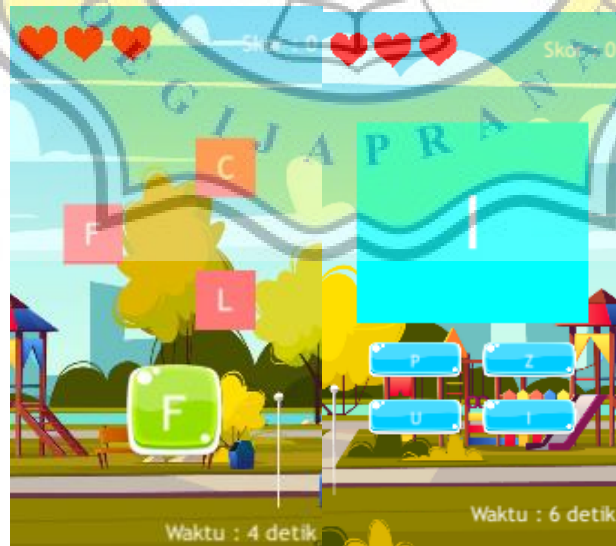 Skor : 0
C
F
L
F
Waktu : 4 detik
Skor : 0
I
P
Z
U
I
Waktu : 6 detik
O E G I J A P R A N A